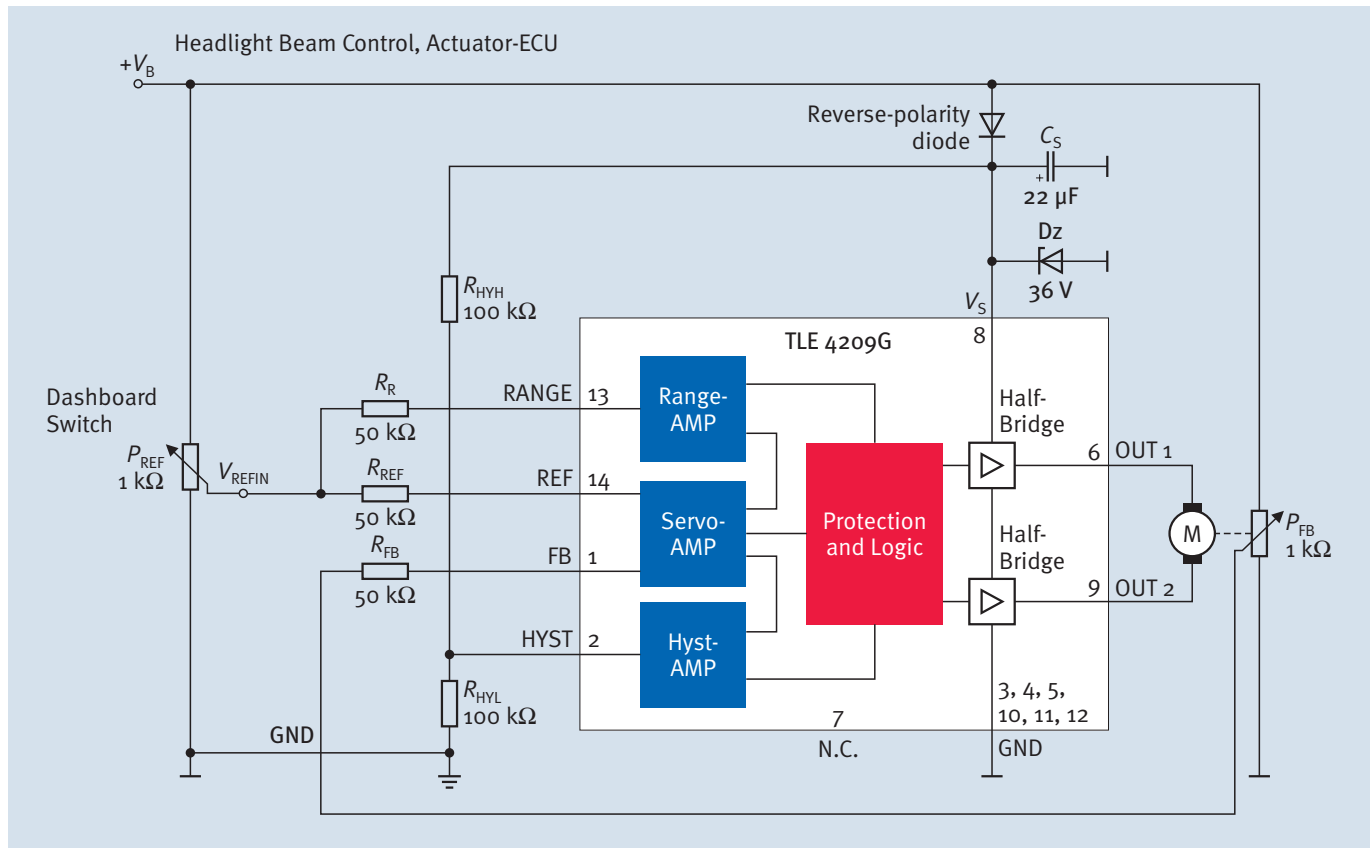 Headlight Beam Control, Actuator-ECU
+VB
Reverse-polarity
diode
CS
+
22 µF
Dz
36 V
RHYH
100 kΩ
VS
8
TLE 4209G
Dashboard
Switch
PREF
1 kΩ
VREFIN
RR
50 kΩ
RANGE 13
Range-
AMP
Half-
Bridge
6 OUT 1
RREF
50 kΩ
REF 14
Servo-
AMP
Protection
and Logic
M
PFB
1 kΩ
RFB
50 kΩ
FB 1
Half-
Bridge
9 OUT 2
HYST 2
Hyst-
AMP
RHYL
100 kΩ
3, 4, 5,
10, 11, 12
7
N.C.
GND
GND